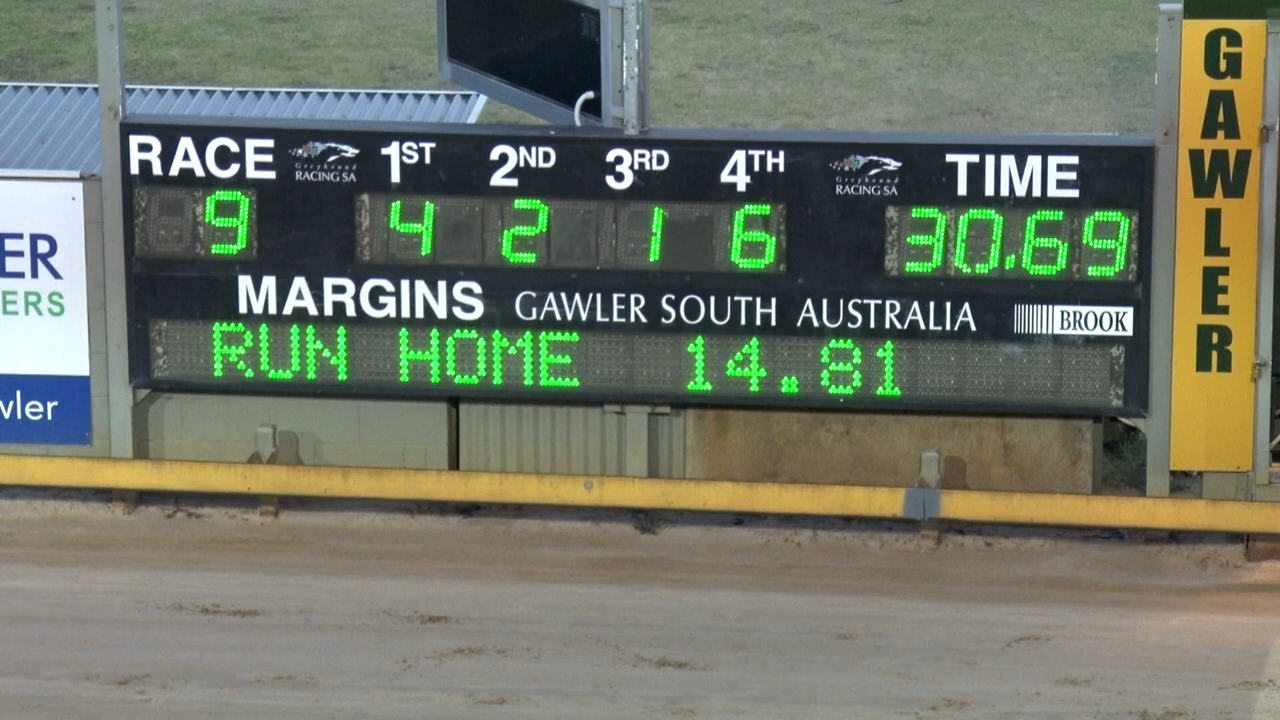 RACE Greyhound RACING SA 1ST 2ND 3RD 4TH Greyhound RACING SA TIME
9 4 2 1 6 30.69
MARGINS GAWLER SOUTH AUSTRALIA BROOK
RUN HOME 14.81
GAWLER
ER
ERS
wler